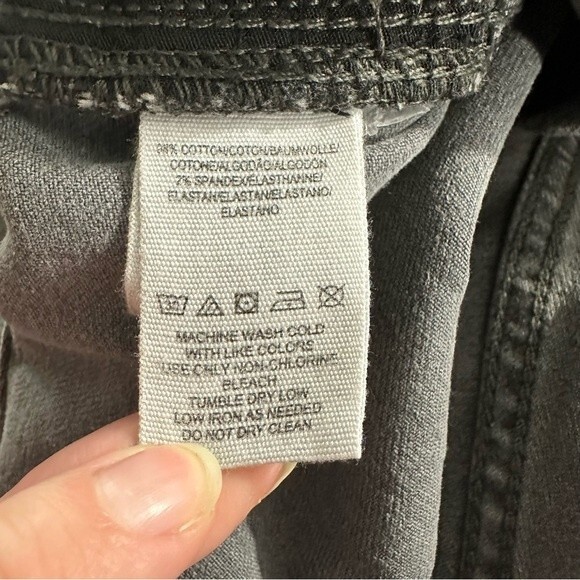 98% COTTON/COTON/BAUMWOLLE/
COTONE/ALGODÃO/ALGODÓN
2% SPANDEX/ELASTHANNE/
ELASTAN/ELASTAN/ELASTANO/
ELASTANO
MACHINE WASH COLD
WITH LIKE COLORS
USE ONLY NON-CHLORINE
BLEACH
TUMBLE DRY LOW
LOW IRON AS NEEDED
DO NOT DRY CLEAN